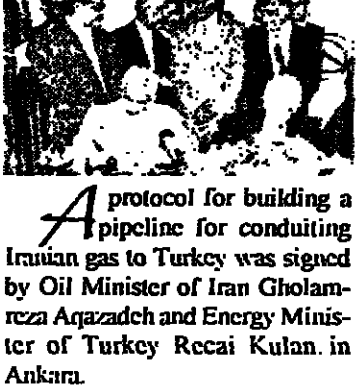 A protocol for building a
pipeline for conduiting
Iranian gas to Turkey was signed
by Oil Minister of Iran Gholam-
reza Aqazadeh and Energy Minis-
ter of Turkey Recai Kulan. in
Ankara.